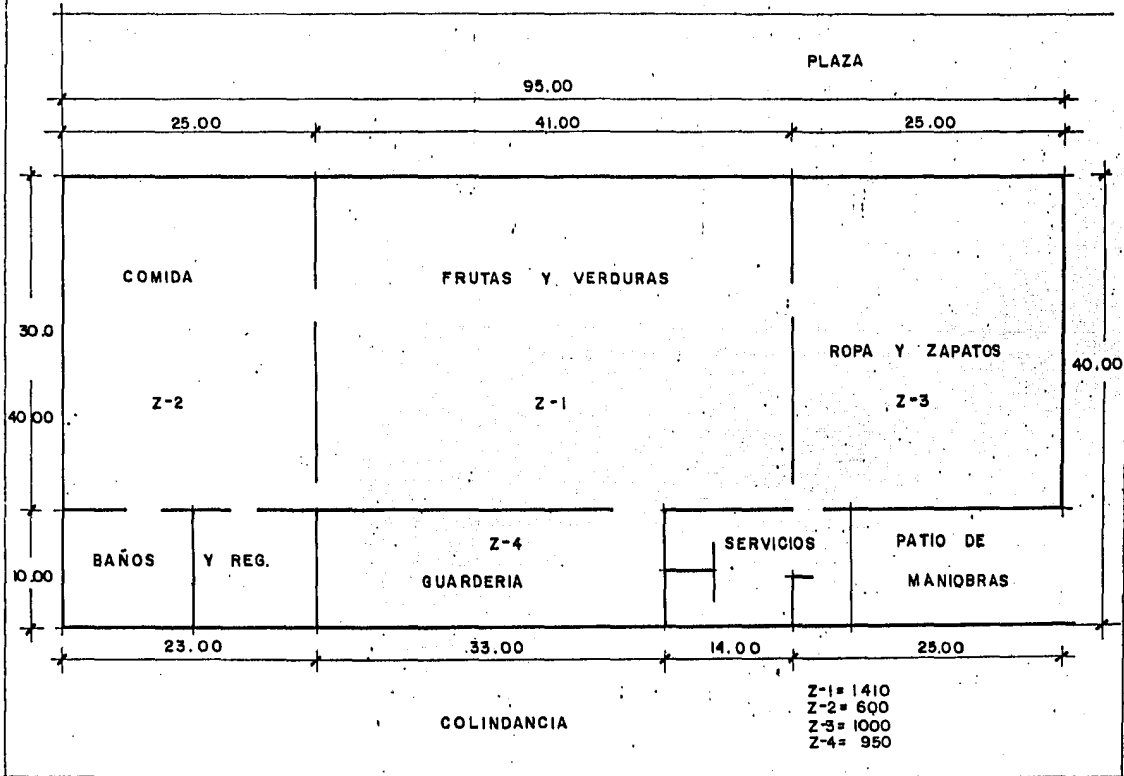 PLAZA
95.00
25.00 41.00 25.00
COMIDA FRUTAS Y VERDURAS
30.0
ROPA Y ZAPATOS
40.00
Z-2 Z-1 Z-3
40.00
Z-4 SERVICIOS PATIO DE
BAÑOS Y REG.
10.00 GUARDERIA MANIOBRAS
23.00 33.00 14.00 25.00
Z-1= 1410
Z-2= 600
COLINDANCIA
Z-3= 1000
Z-4= 950